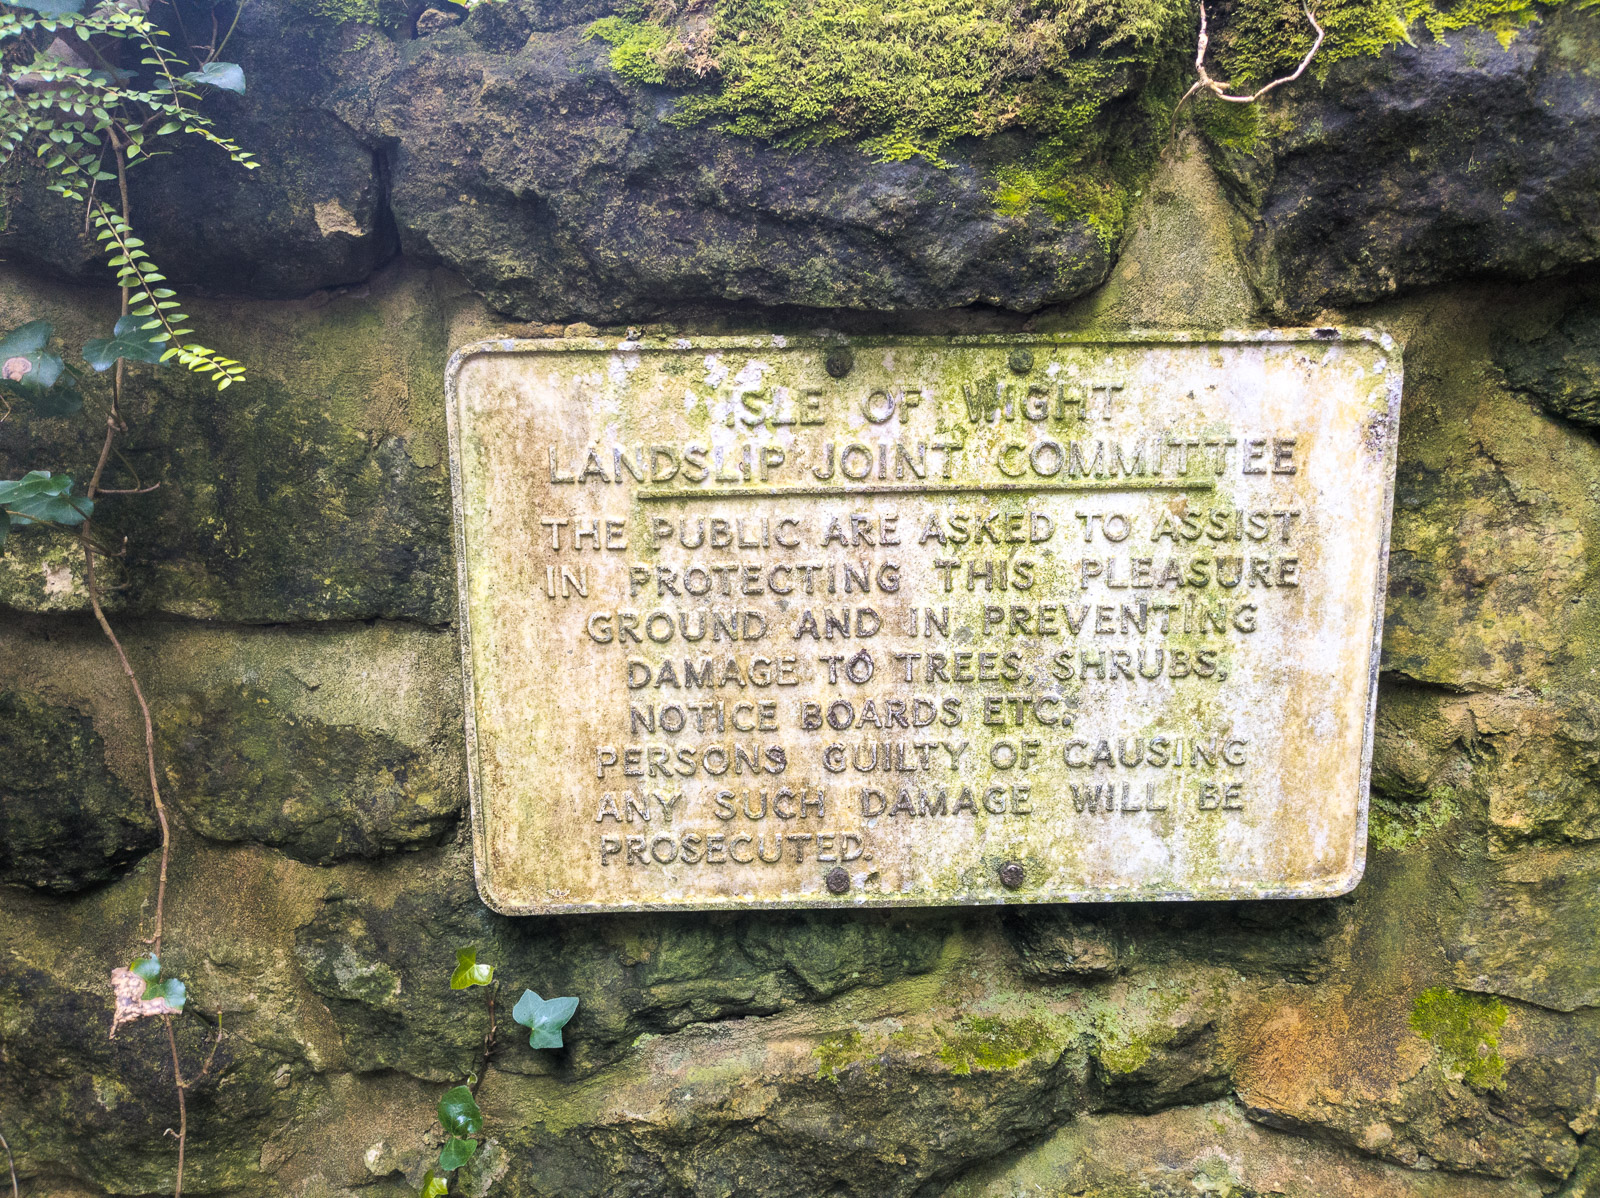 ISLE OF WIGHT
LANDSLIP JOINT COMMITTEE
THE PUBLIC ARE ASKED TO ASSIST
IN PROTECTING THIS PLEASURE
GROUND AND IN PREVENTING
DAMAGE TO TREES, SHRUBS,
NOTICE BOARDS ETC.
PERSONS GUILTY OF CAUSING
ANY SUCH DAMAGE WILL BE
PROSECUTED.